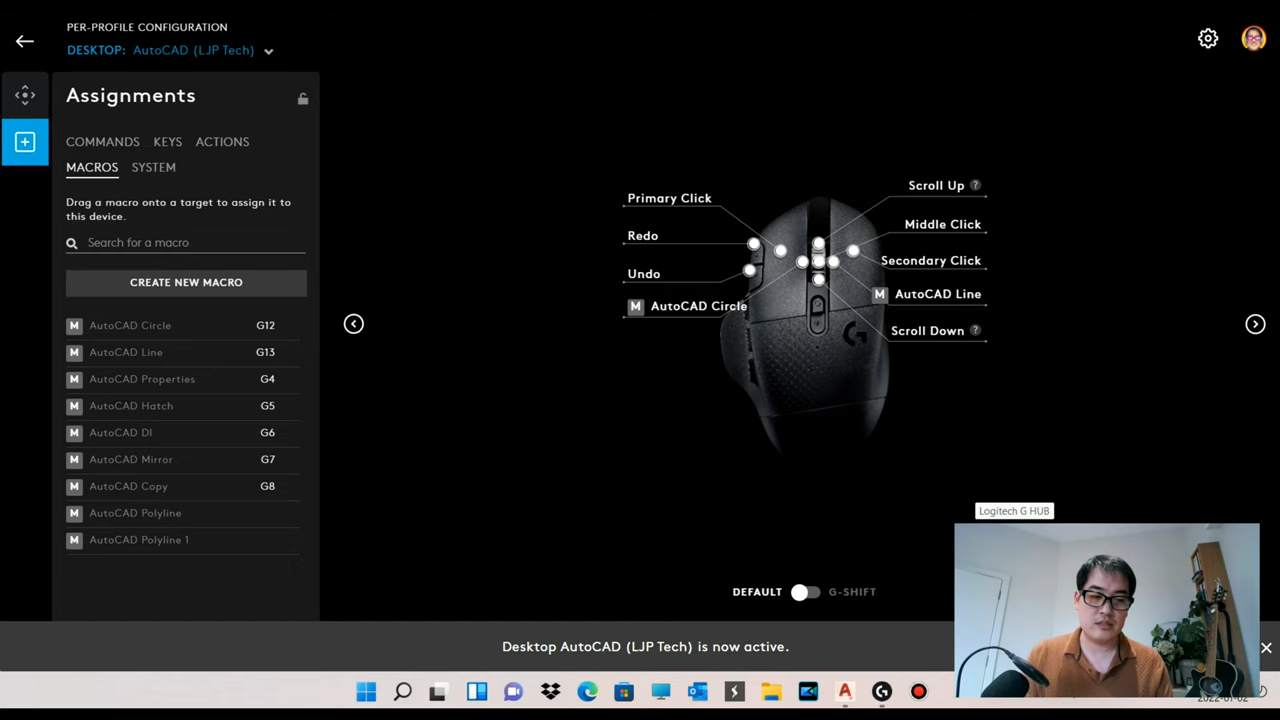 PER-PROFILE CONFIGURATION
DESKTOP: AutoCAD (LJP Tech)
Assignments
COMMANDS KEYS ACTIONS
MACROS SYSTEM
Drag a macro onto a target to assign it to
this device.
Search for a macro
CREATE NEW MACRO
M AutoCAD Circle G12
M AutoCAD Line G13
M AutoCAD Properties G4
M AutoCAD Hatch G5
M AutoCAD DI G6
M AutoCAD Mirror G7
M AutoCAD Copy G8
M AutoCAD Polyline
M AutoCAD Polyline 1
Primary Click
Redo
Undo
M AutoCAD Circle
Scroll Up ?
Middle Click
Secondary Click
M AutoCAD Line
Scroll Down ?
Logitech G HUB
DEFAULT G-SHIFT
Desktop AutoCAD (LJP Tech) is now active.
2022-01-02